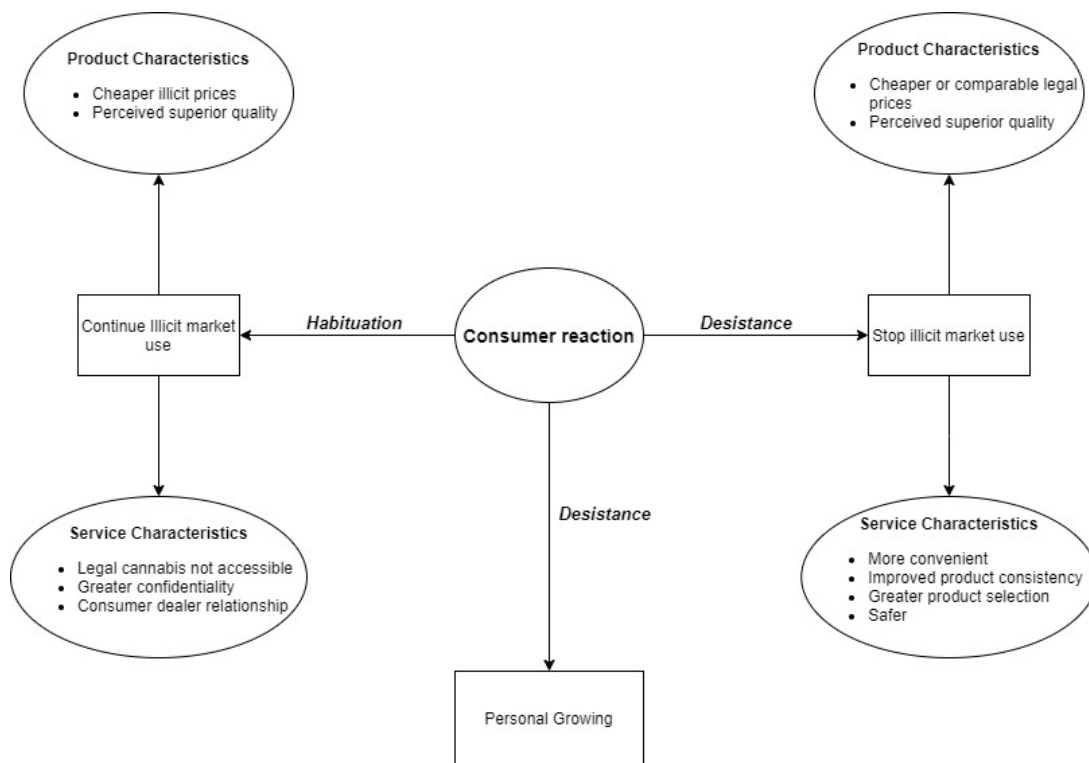 Product Characteristics
• Cheaper illicit prices
• Perceived superior quality
Product Characteristics
• Cheaper or comparable legal
prices
• Perceived superior quality
Continue Illicit market
use
Habituation
Consumer reaction
Desistance
Stop illicit market use
Desistance
Service Characteristics
• Legal cannabis not accessible
• Greater confidentiality
• Consumer dealer relationship
Service Characteristics
• More convenient
• Improved product consistency
• Greater product selection
• Safer
Personal Growing